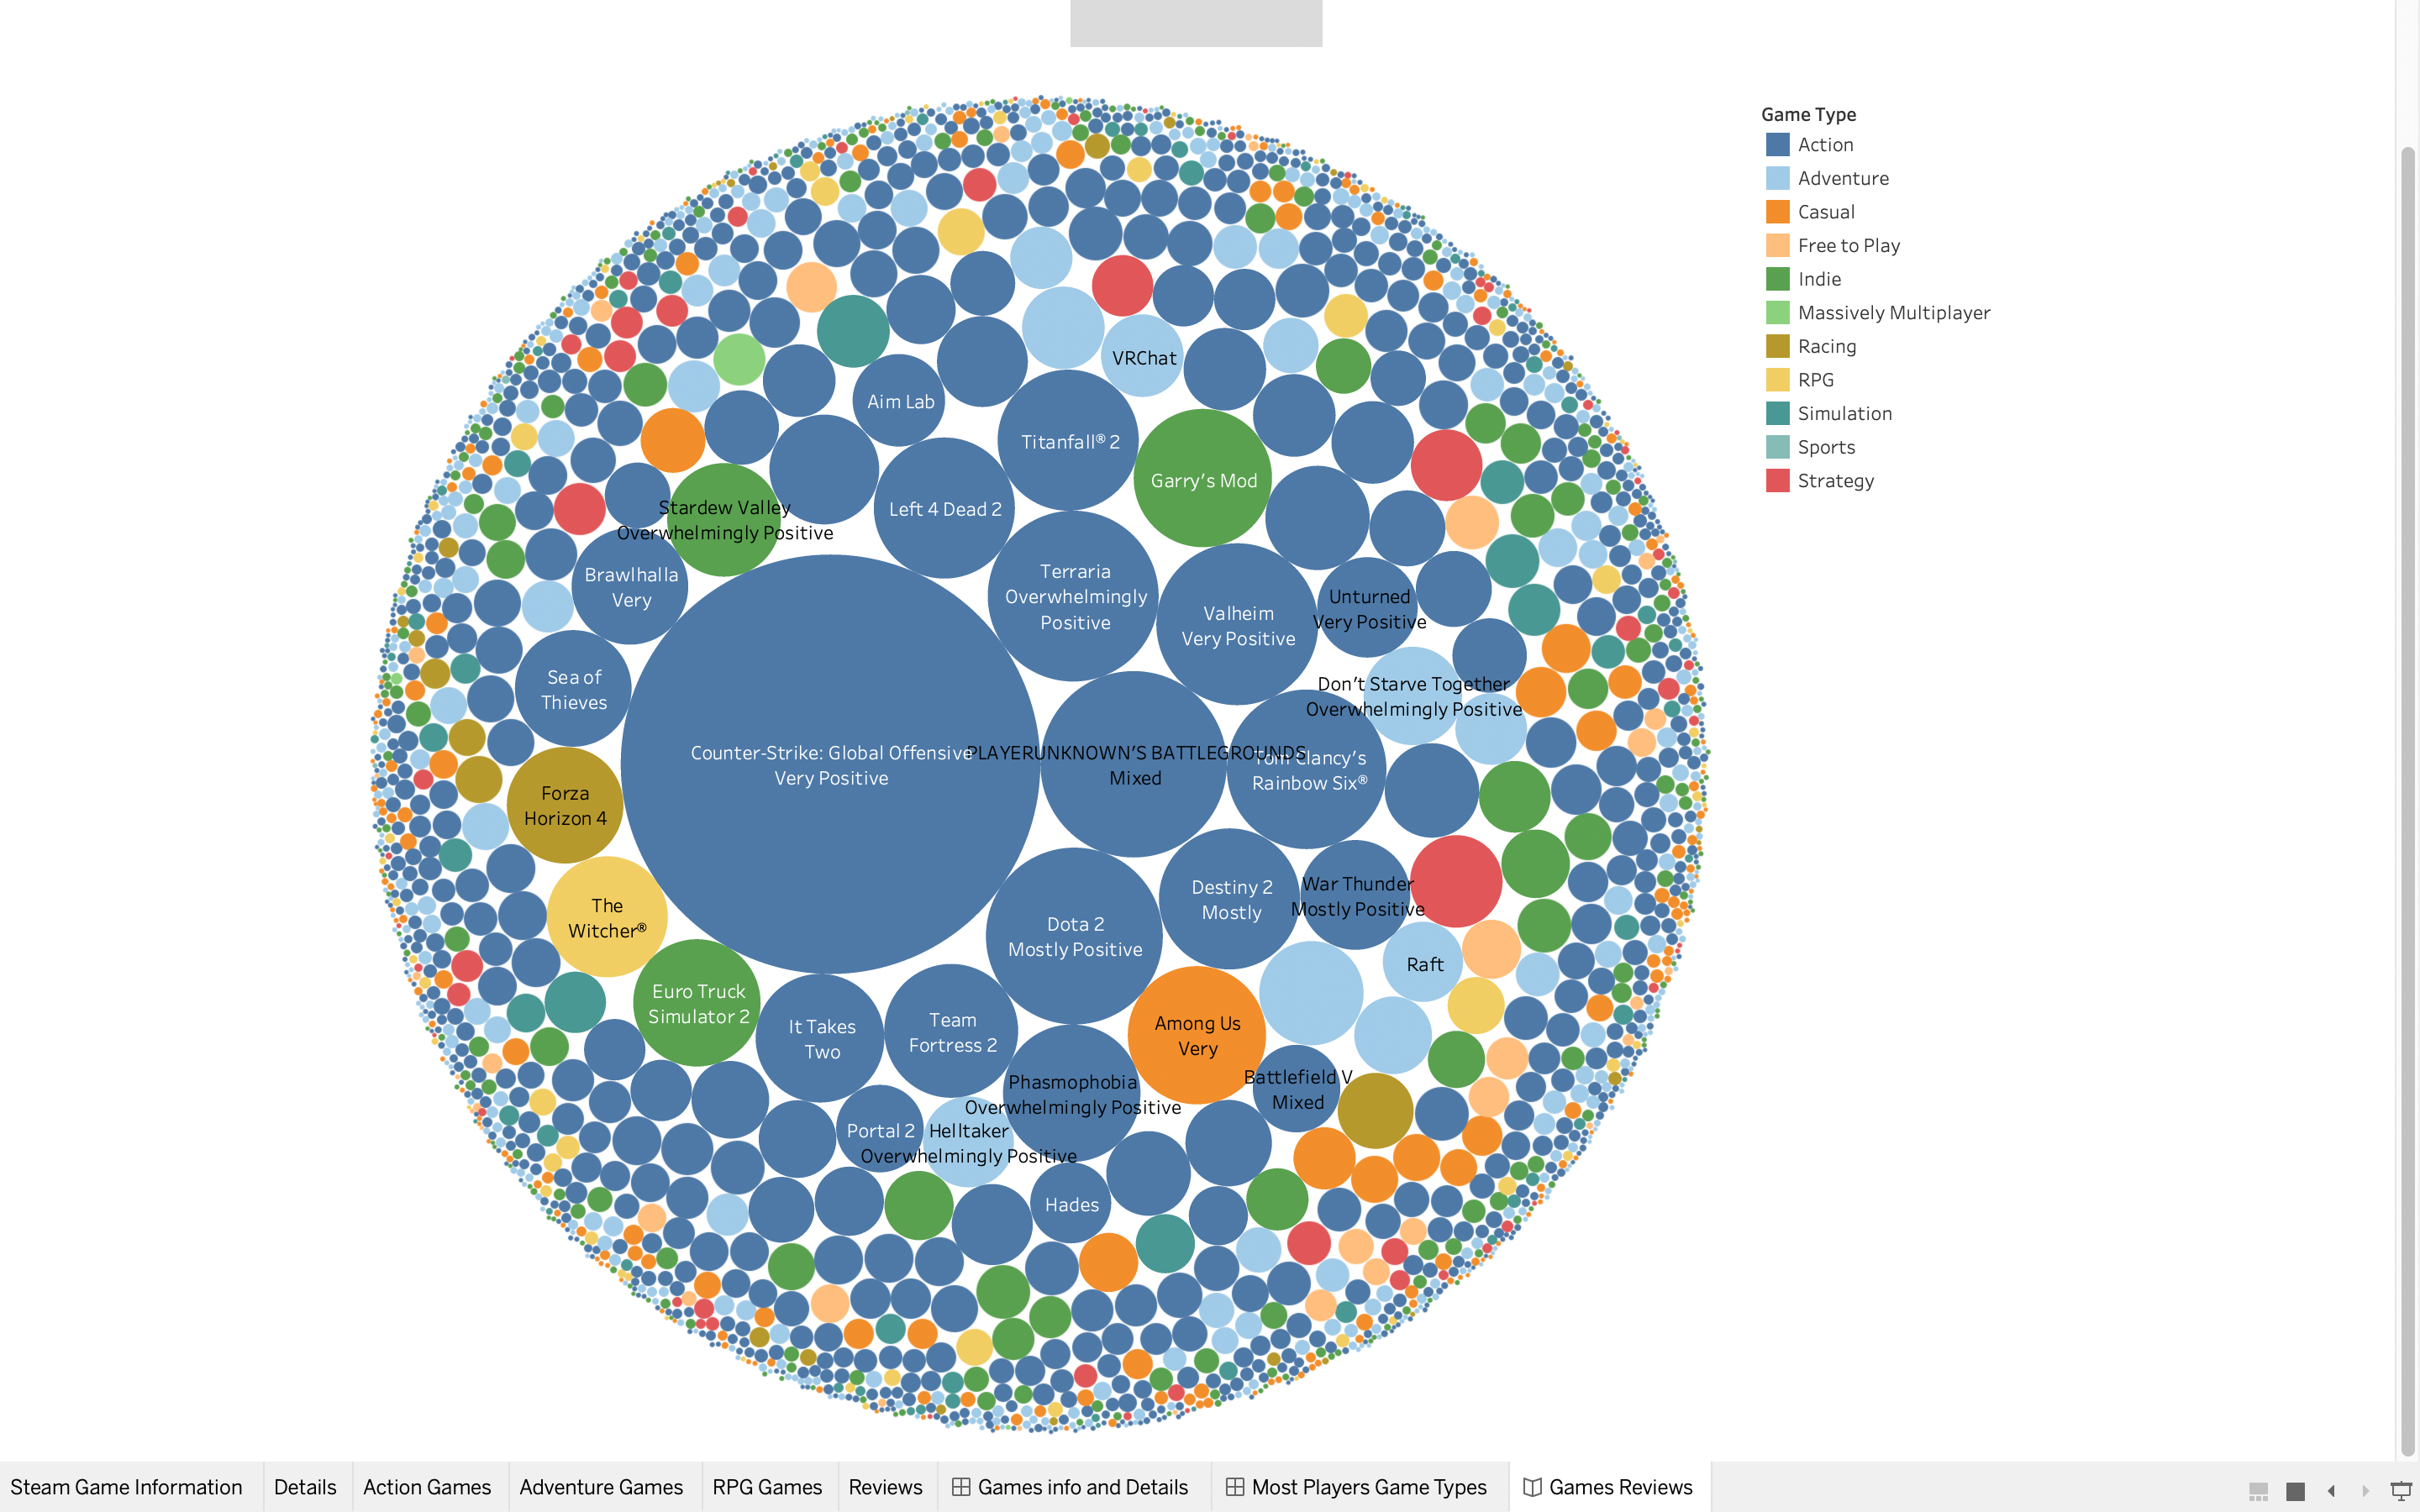 Game Type
Action
Adventure
Casual
Free to Play
Indie
Massively Multiplayer
Racing
RPG
Simulation
Sports
Strategy
VRChat
Aim Lab
Titanfall® 2
Garry's Mod
Left 4 Dead 2
Stardew Valley
Overwhelmingly Positive
Brawlhalla
Very
Terraria
Overwhelmingly
Positive
Valheim
Very Positive
Unturned
Very Positive
Sea of
Thieves
Don't Starve Together
Overwhelmingly Positive
Counter-Strike: Global Offensive
Very Positive
PLAYERUNKNOWN'S BATTLEGROUNDS
Mixed
Tom Clancy's
Rainbow Six®
Forza
Horizon 4
The
Witcher®
Dota 2
Mostly Positive
Destiny 2
Mostly
War Thunder
Mostly Positive
Raft
Euro Truck
Simulator 2
It Takes
Two
Team
Fortress 2
Among Us
Very
Phasmophobia
Overwhelmingly Positive
Battlefield V
Mixed
Portal 2
Helltaker
Overwhelmingly Positive
Hades
Steam Game Information
Details
Action Games
Adventure Games
RPG Games
Reviews
Games info and Details
Most Players Game Types
Games Reviews